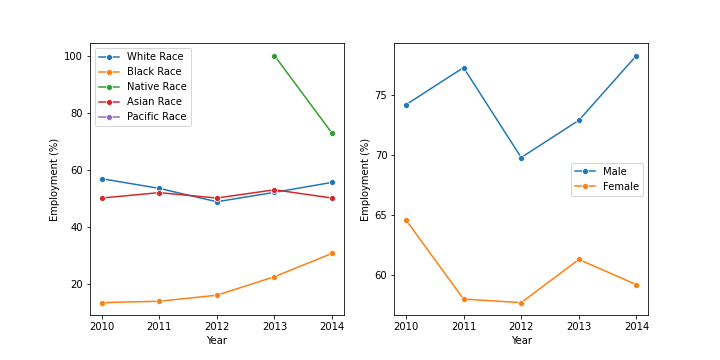 100
80
60
40
20
Employment (%)
White Race
Black Race
Native Race
Asian Race
Pacific Race
2010 2011 2012 2013 2014
Year
75
70
65
60
Employment (%)
Male
Female
2010 2011 2012 2013 2014
Year